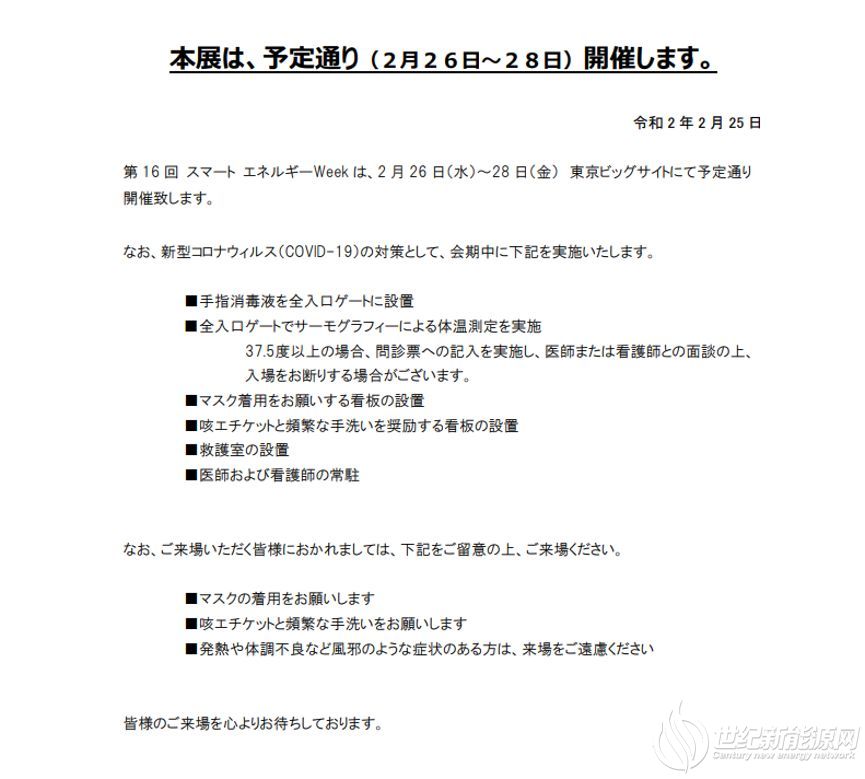 本展は、予定通り（２月２６日～２８日）開催します。
令和 2 年 2 月 25 日
第 16 回 スマート エネルギーWeek は、2 月 26 日（水）～28 日（金） 東京ビッグサイトにて予定通り
開催致します。
なお、新型コロナウィルス（COVID-19）の対策として、会期中に下記を実施いたします。
■手指消毒液を全入口ゲートに設置
■全入口ゲートでサーモグラフィーによる体温測定を実施
37.5度以上の場合、問診票への記入を実施し、医師または看護師との面談の上、
入場をお断りする場合がございます。
■マスク着用をお願いする看板の設置
■咳エチケットと頻繁な手洗いを奨励する看板の設置
■救護室の設置
■医師および看護師の常駐
なお、ご来場いただく皆様におかれましては、下記をご留意の上、ご来場ください。
■マスクの着用をお願いします
■咳エチケットと頻繁な手洗いをお願いします
■発熱や体調不良など風邪のような症状のある方は、来場をご遠慮ください
皆様のご来場を心よりお待ちしております。
世纪新能源网
Century new energy network